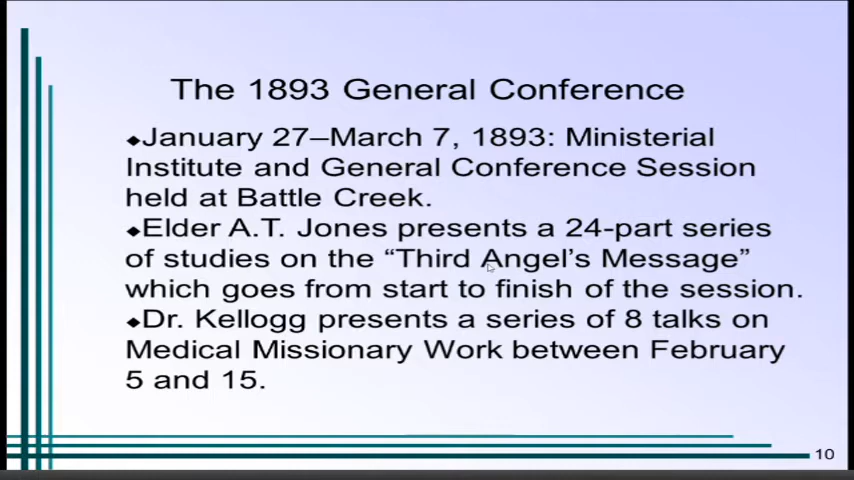 The 1893 General Conference
◆January 27–March 7, 1893: Ministerial
Institute and General Conference Session
held at Battle Creek.
◆Elder A.T. Jones presents a 24-part series
of studies on the “Third Angel’s Message”
which goes from start to finish of the session.
◆Dr. Kellogg presents a series of 8 talks on
Medical Missionary Work between February
5 and 15.
10